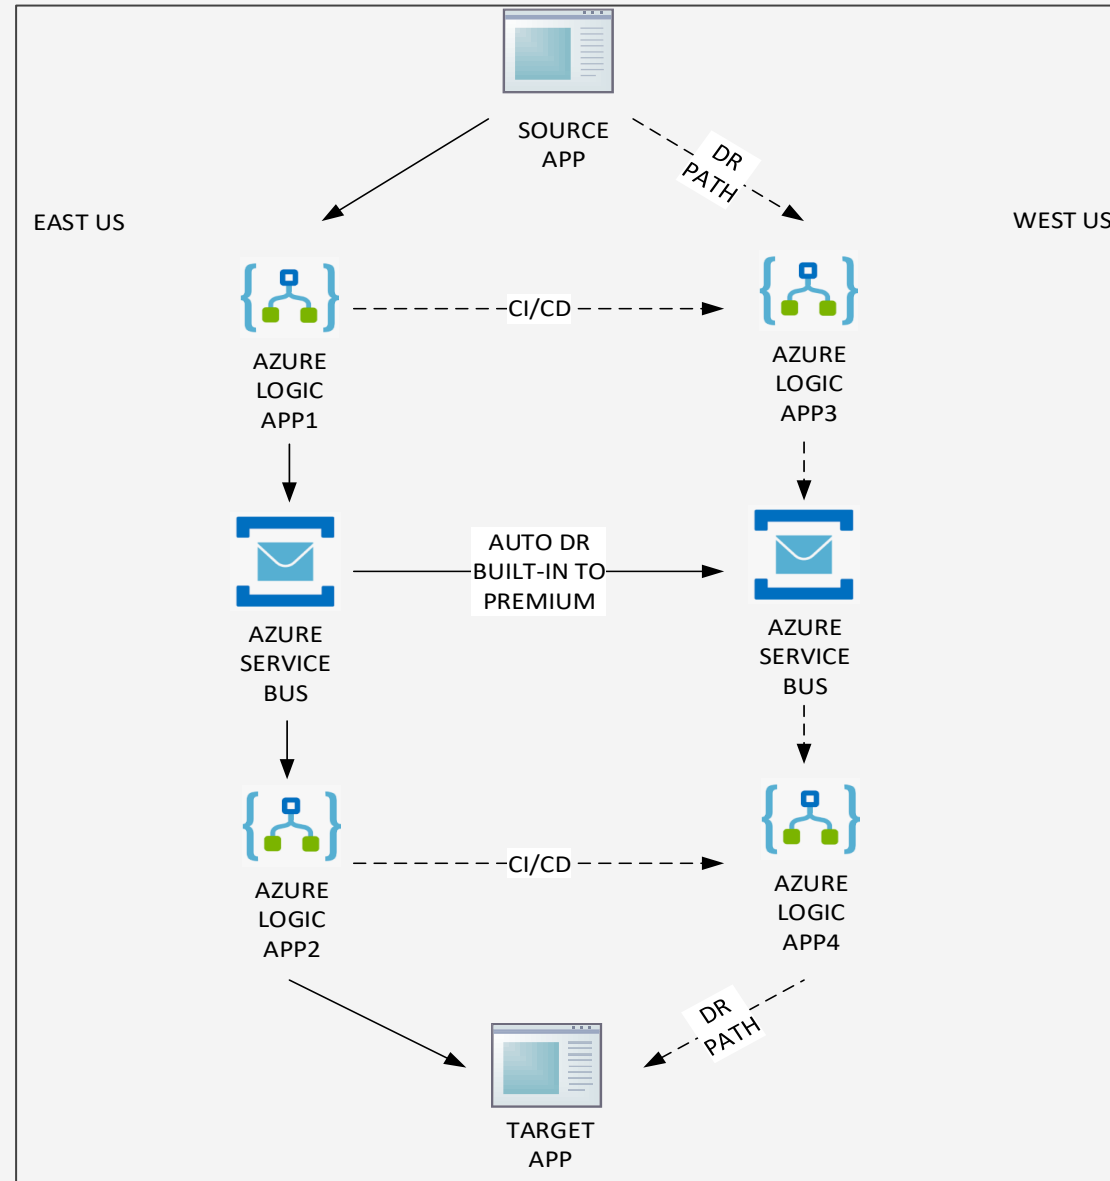 SOURCE
APP
DR
PATH
EAST US
WEST US
CI/CD
AZURE
LOGIC
APP1
AZURE
LOGIC
APP3
AUTO DR
BUILT-IN TO
PREMIUM
AZURE
SERVICE
BUS
AZURE
SERVICE
BUS
CI/CD
AZURE
LOGIC
APP2
AZURE
LOGIC
APP4
DR
PATH
TARGET
APP